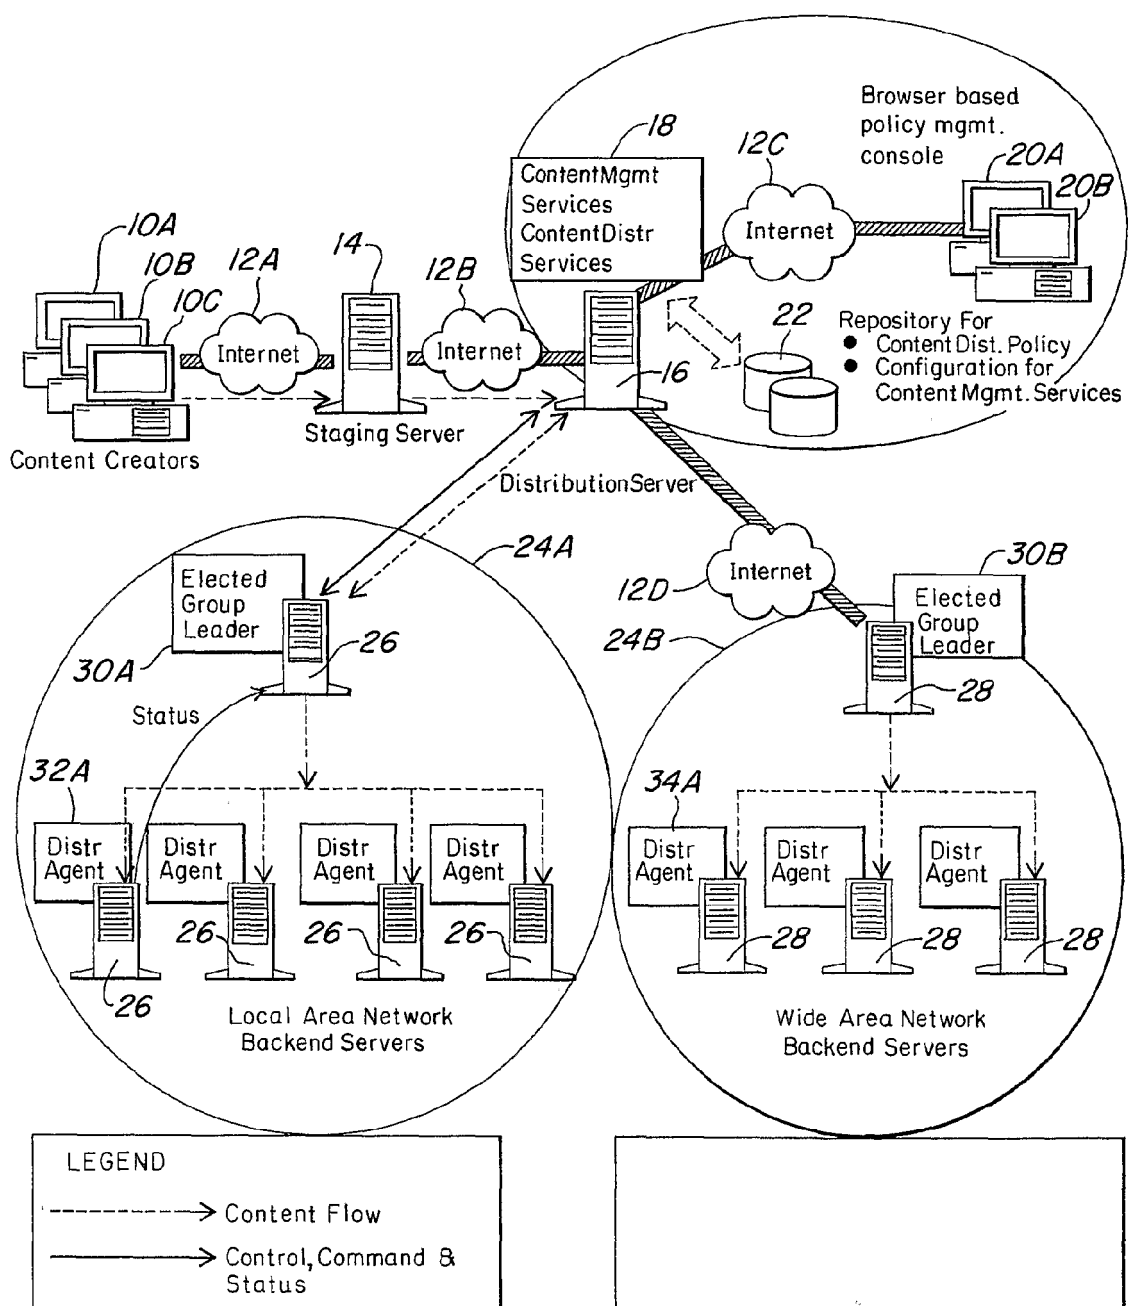 Browser based
policy mgmt.
console
18
12C
20A
20B
ContentMgmt
Services
ContentDistr
Services
Internet
10A
10B
10C
12A
14
12B
Internet
Internet
22
16
Repository For
● Content Dist. Policy
● Configuration for
Content Mgmt. Services
Staging Server
Content Creators
Distribution Server
24A
12D
Internet
30B
Elected
Group
Leader
30A
26
Elected
Group
Leader
24B
28
Status
32A
34A
Distr
Agent
Distr
Agent
Distr
Agent
Distr
Agent
Distr
Agent
Distr
Agent
Distr
Agent
26
26
26
26
28
28
28
Local Area Network
Backend Servers
Wide Area Network
Backend Servers
LEGEND
Content Flow
Control, Command &
Status